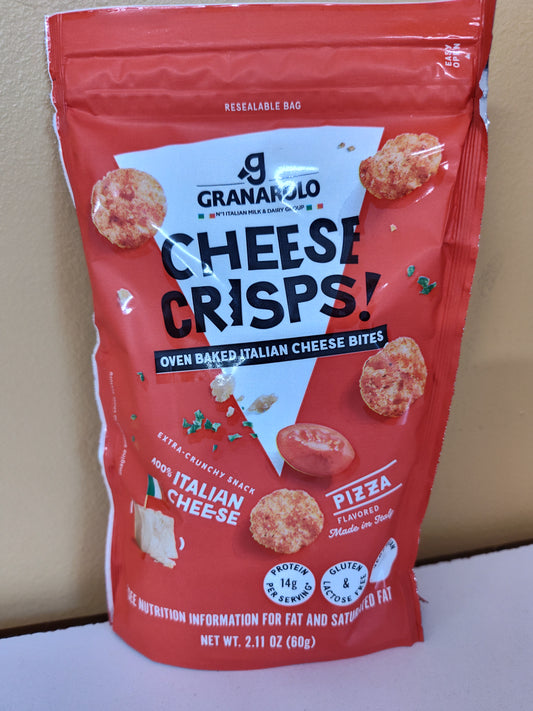 EASY
OPEN
RESEALABLE BAG
g
GRANAROLO
N°1 ITALIAN MILK & DAIRY GROUP
CHEESE
CRISPS!
OVEN BAKED ITALIAN CHEESE BITES
EXTRA-CRUNCHY SNACK
100% ITALIAN
CHEESE
PIZZA
FLAVORED
Made in Italy
PROTEIN
14g
PER SERVING*
GLUTEN
&
LACTOSE FREE
SEE NUTRITION INFORMATION FOR FAT AND SATURATED FAT
NET WT. 2.11 OZ (60g)